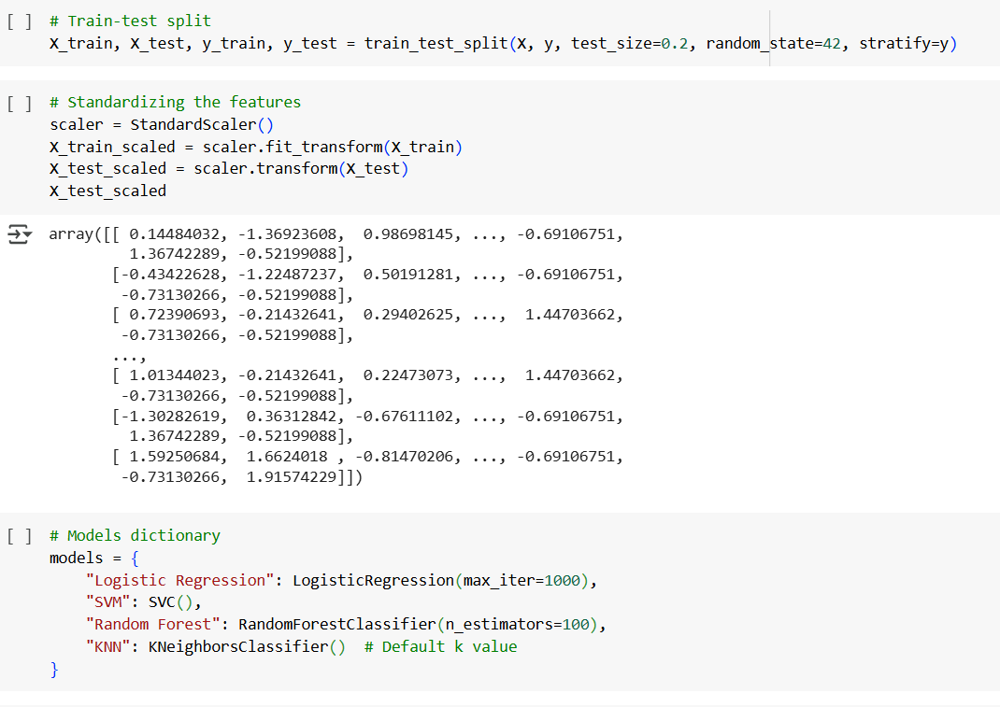 [ ] # Train-test split
X_train, X_test, y_train, y_test = train_test_split(X, y, test_size=0.2, random_state=42, stratify=y)
[ ] # Standardizing the features
scaler = StandardScaler()
X_train_scaled = scaler.fit_transform(X_train)
X_test_scaled = scaler.transform(X_test)
X_test_scaled
array([[ 0.14484032, -1.36923608,  0.98698145, ..., -0.69106751,
         1.36742289, -0.52199088],
       [-0.43422628, -1.22487237,  0.50191281, ..., -0.69106751,
        -0.73130266, -0.52199088],
       [ 0.72390693, -0.21432641,  0.29402625, ...,  1.44703662,
        -0.73130266, -0.52199088],
       ...,
       [ 1.01344023, -0.21432641,  0.22473073, ...,  1.44703662,
        -0.73130266, -0.52199088],
       [-1.30282619,  0.36312842, -0.67611102, ..., -0.69106751,
         1.36742289, -0.52199088],
       [ 1.59250684,  1.6624018 , -0.81470206, ..., -0.69106751,
        -0.73130266,  1.91574229]])
[ ] # Models dictionary
models = {
    "Logistic Regression": LogisticRegression(max_iter=1000),
    "SVM": SVC(),
    "Random Forest": RandomForestClassifier(n_estimators=100),
    "KNN": KNeighborsClassifier()  # Default k value
}